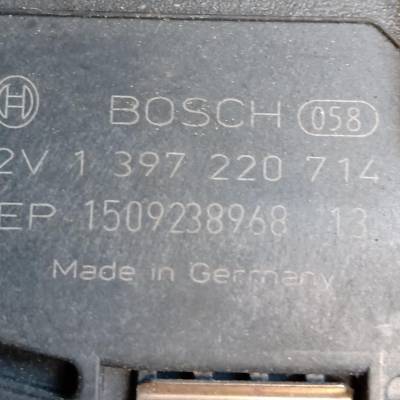 BOSCH 058
2V 1 397 220 714
EP 1509238968 13
Made in Germany